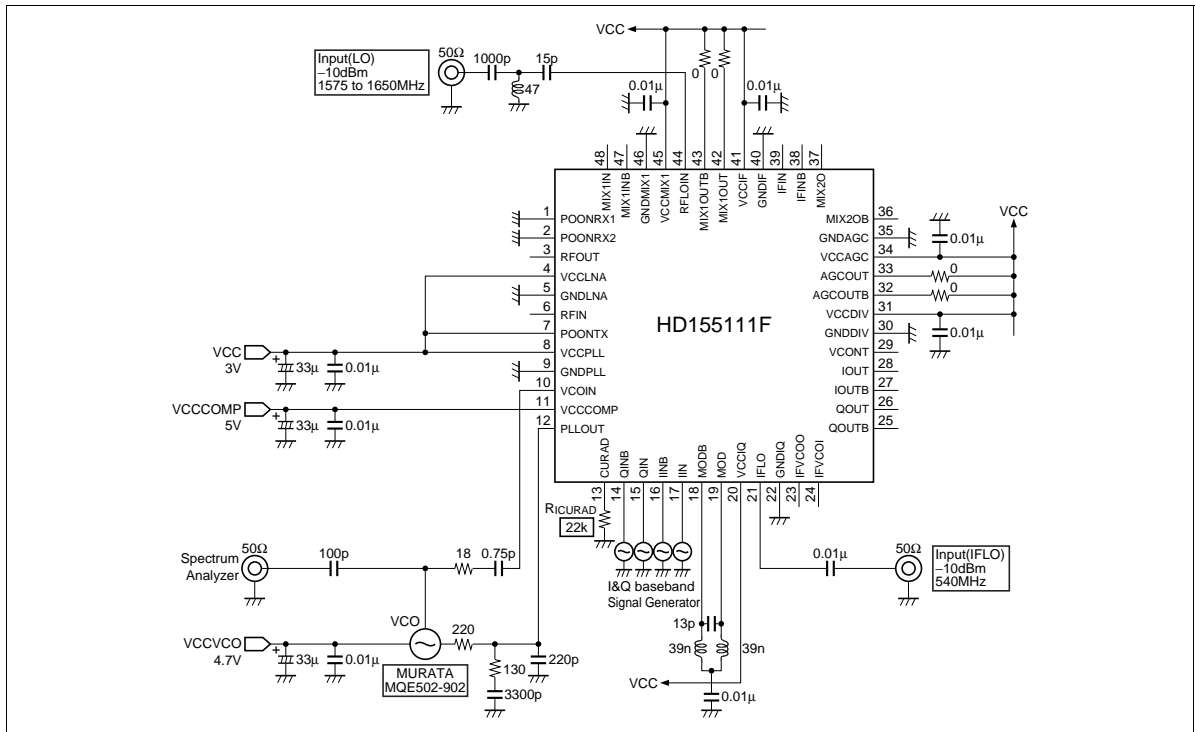 VCC
Input(LO)
–10dBm
1575 to 1650MHz
50Ω
1000p
15p
47
0
0
0.01µ
0.01µ
48
47
46
45
44
43
42
41
40
39
38
37
MIX1IN
MIX1INB
GNDMIX1
VCCMIX1
RFLOIN
MIX1OUTB
MIX1OUT
VCCIF
GNDIF
IFIN
IFINB
MIX2O
1 POONRX1
2 POONRX2
3 RFOUT
4 VCCLNA
5 GNDLNA
6 RFIN
7 POONTX
8 VCCPLL
9 GNDPLL
10 VCOIN
11 VCCCOMP
12 PLLOUT
HD155111F
MIX2OB 36
GNDAGC 35
VCCAGC 34
AGCOUT 33
AGCOUTB 32
VCCDIV 31
GNDDIV 30
VCONT 29
IOUT 28
IOUTB 27
QOUT 26
QOUTB 25
VCC
0.01µ
0
0
0.01µ
VCC
3V
+
33µ
0.01µ
VCCCOMP
5V
+
33µ
0.01µ
CURAD
QINB
QIN
IINB
IIN
MODB
MOD
VCCIQ
IFLO
GNDIQ
IFVCOO
IFVCOI
13
14
15
16
17
18
19
20
21
22
23
24
RICURAD
22k
I&Q baseband
Signal Generator
13p
39n
39n
VCC
0.01µ
0.01µ
50Ω
Input(IFLO)
–10dBm
540MHz
Spectrum
Analyzer
50Ω
100p
18
0.75p
VCO
VCCVCO
4.7V
+
33µ
0.01µ
220
MURATA
MQE502-902
130
3300p
220p